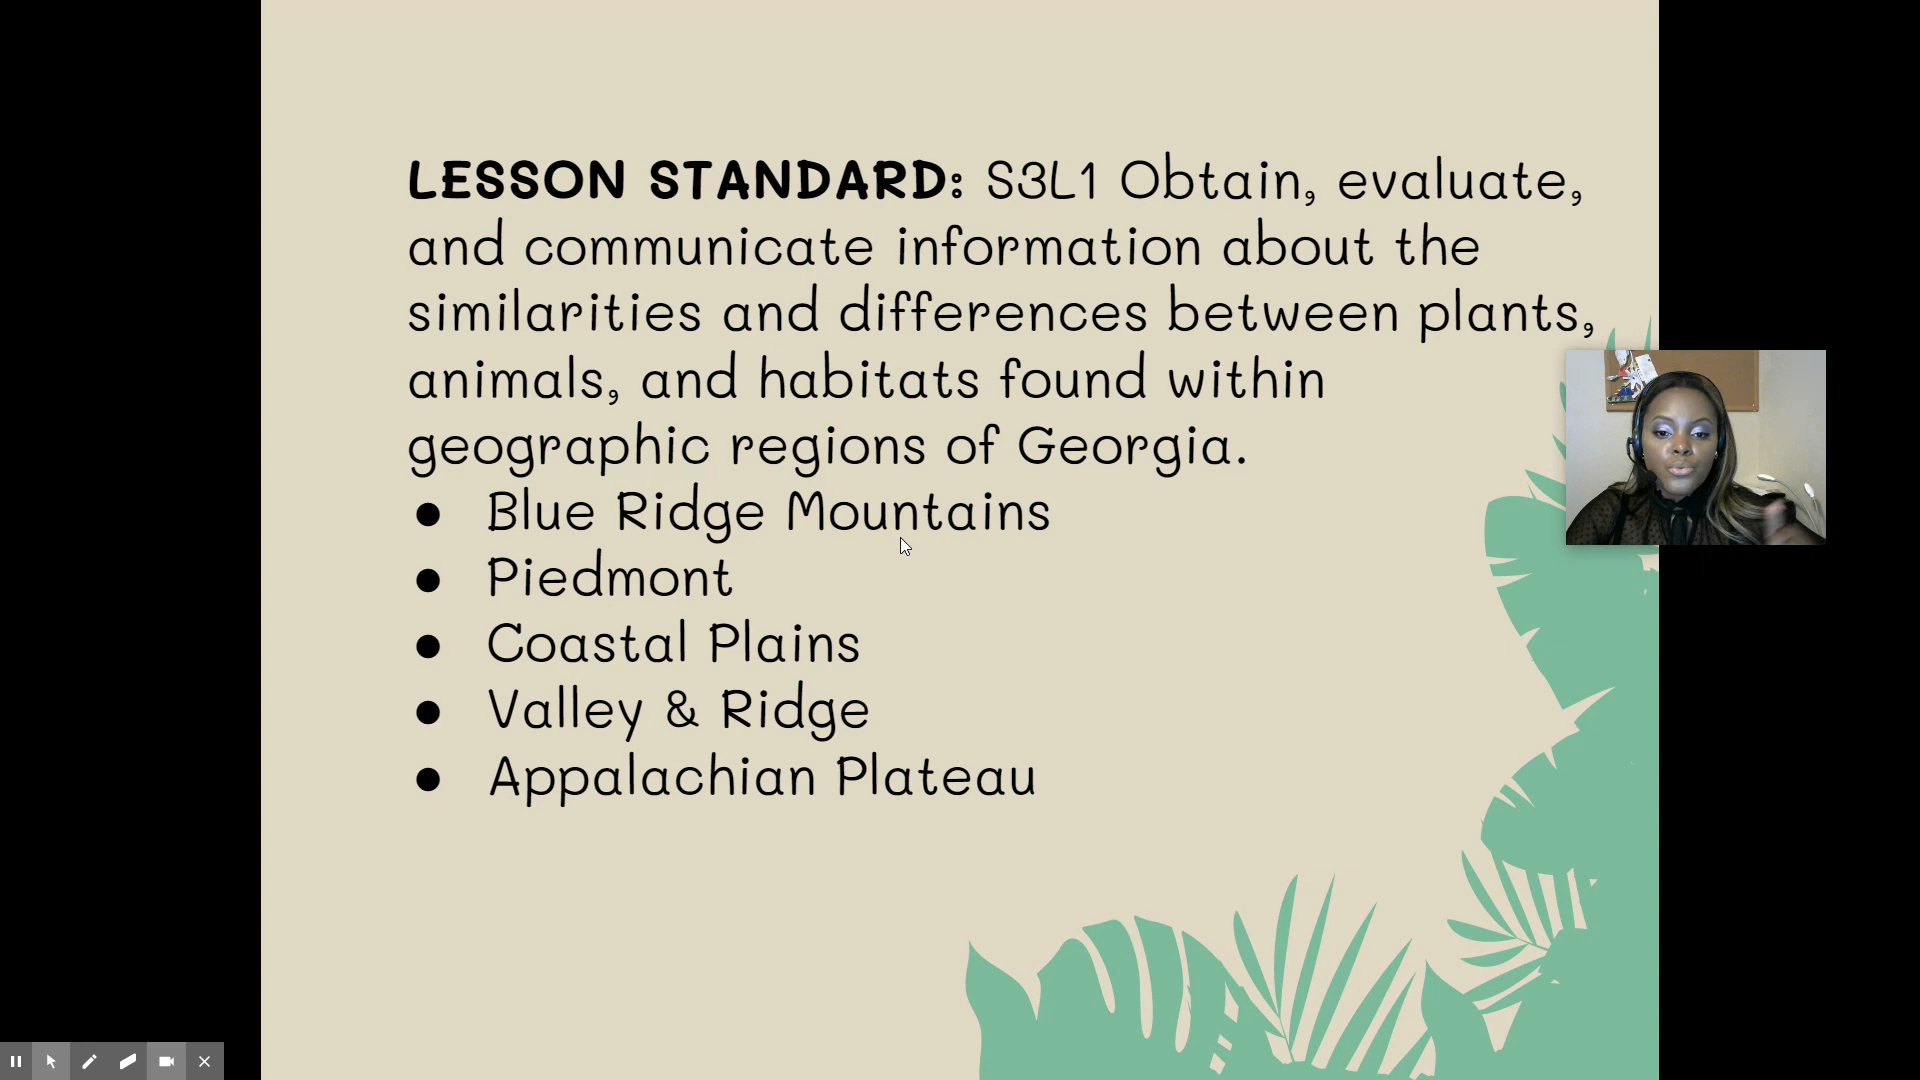 LESSON STANDARD: S3L1 Obtain, evaluate,
and communicate information about the
similarities and differences between plants,
animals, and habitats found within
geographic regions of Georgia.
● Blue Ridge Mountains
● Piedmont
● Coastal Plains
● Valley & Ridge
● Appalachian Plateau